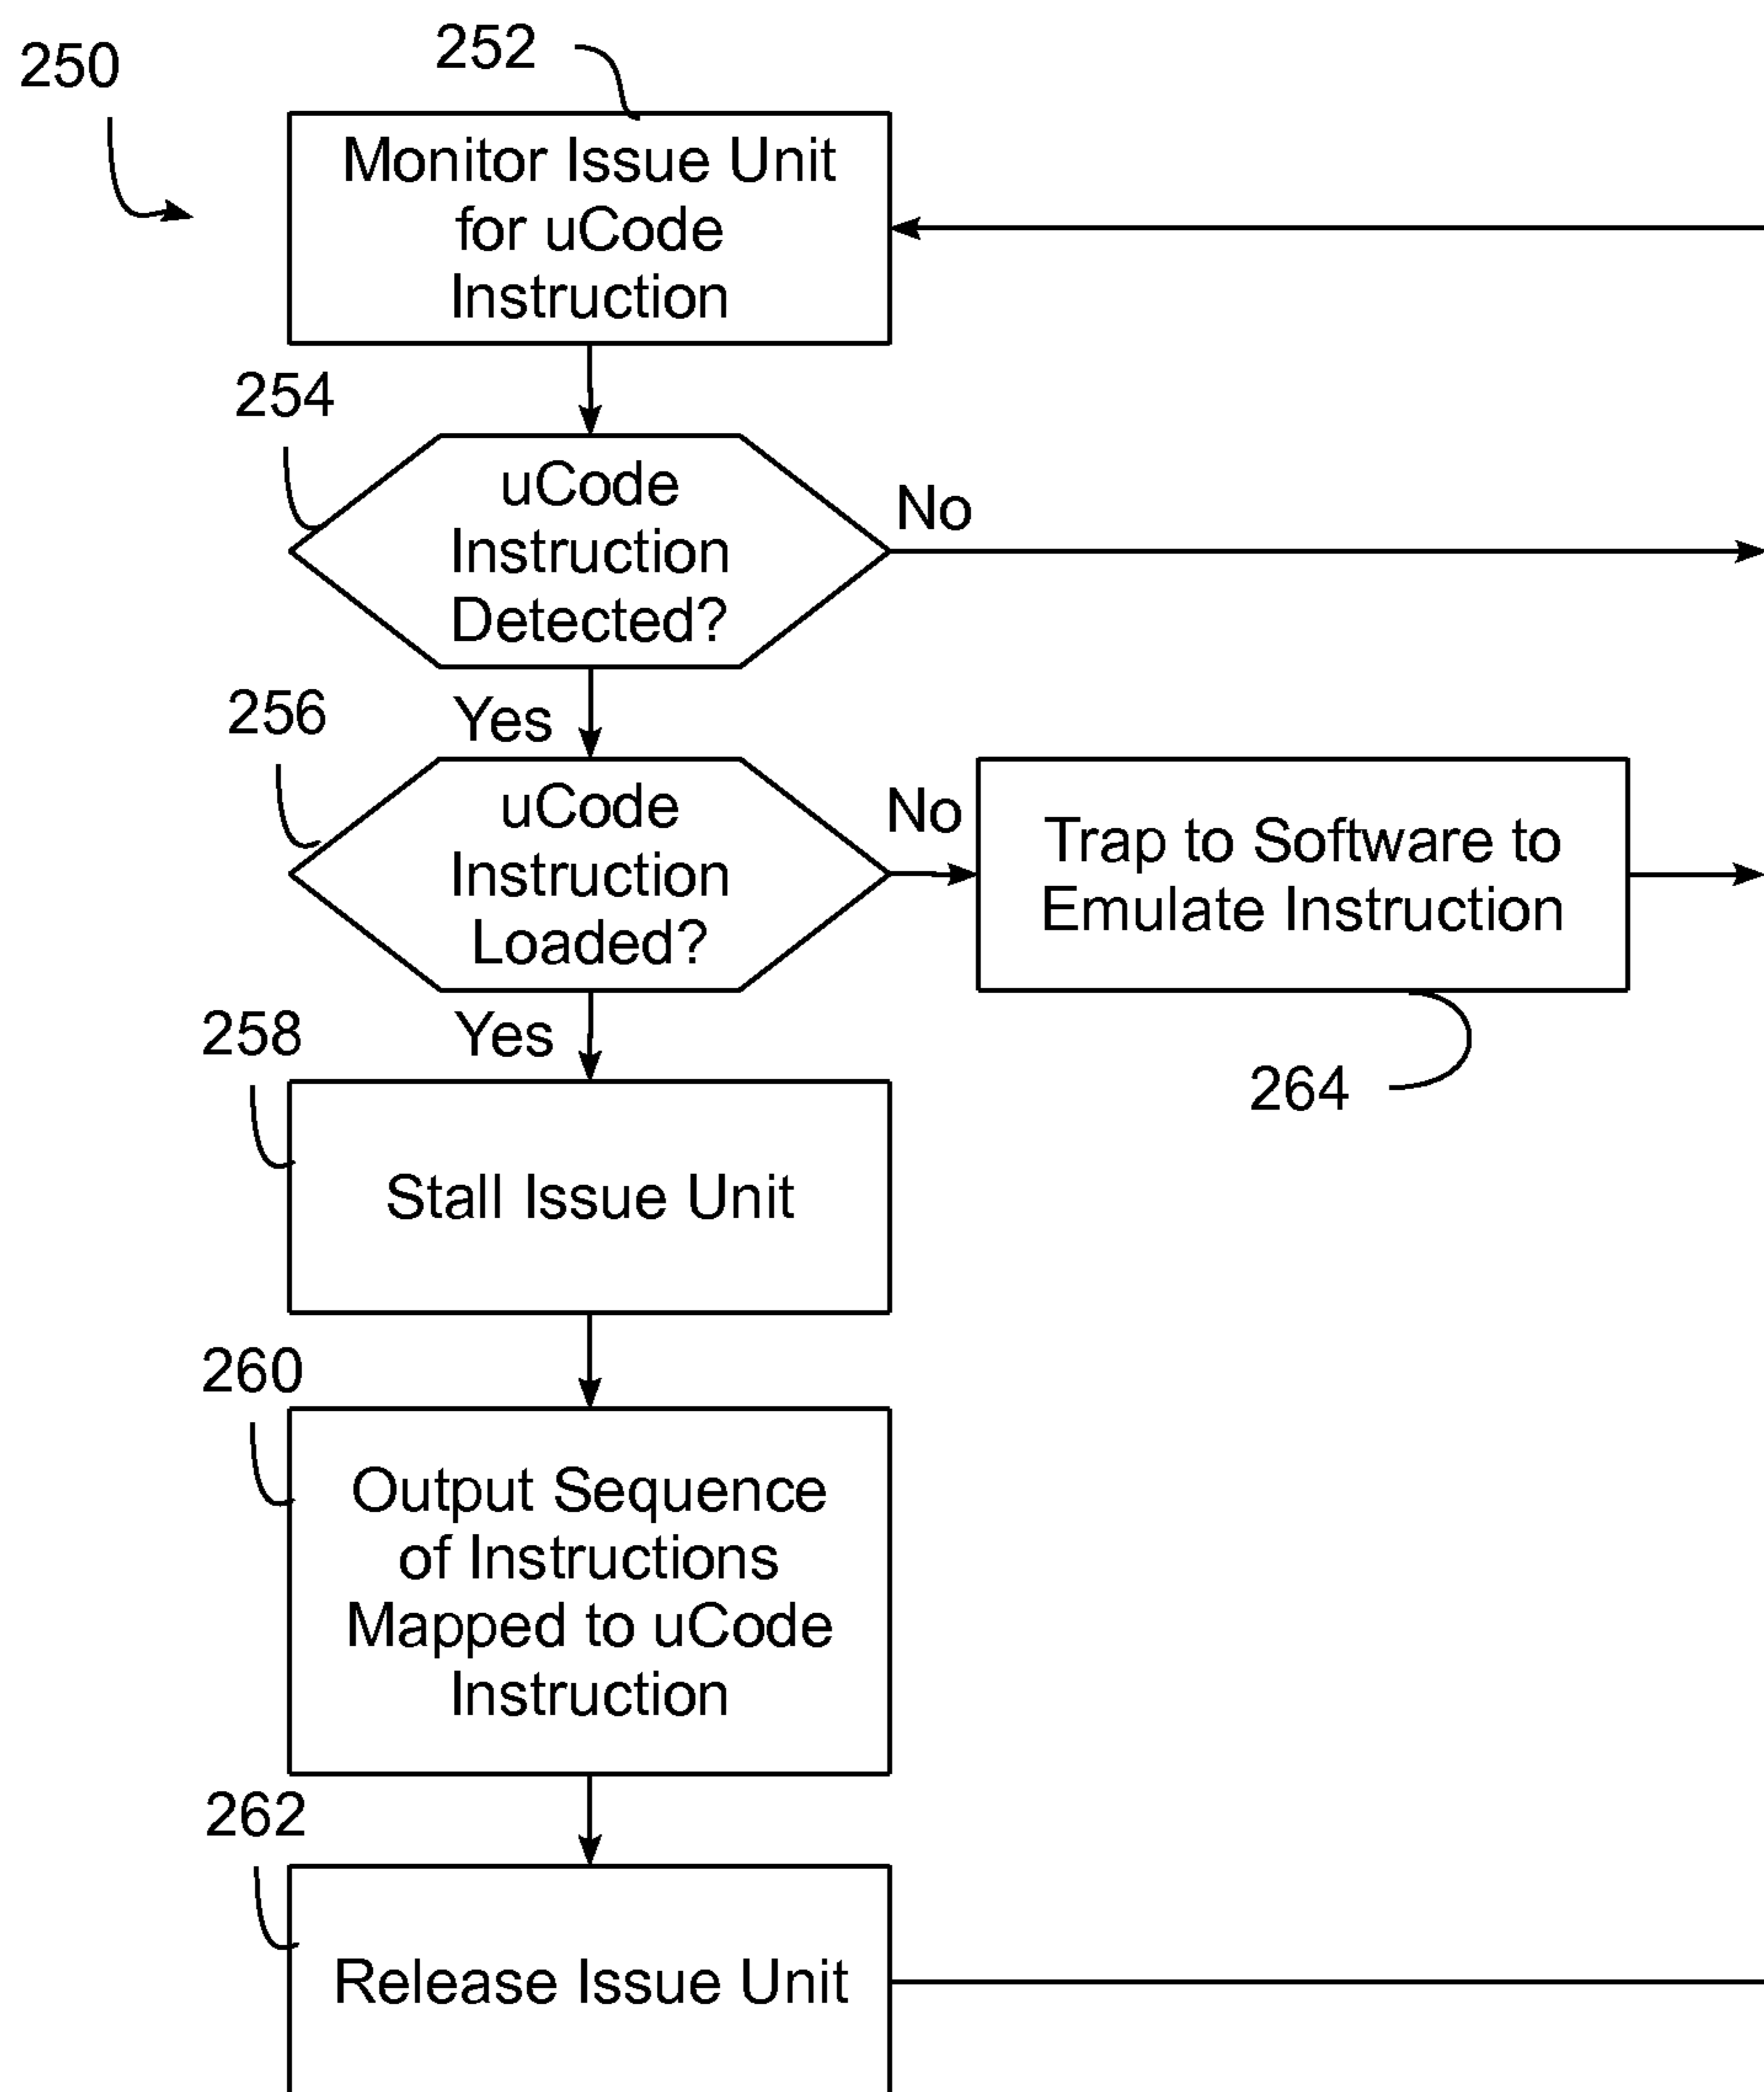 250
252
Monitor Issue Unit
for uCode
Instruction
254
uCode
Instruction
Detected?
No
Yes
256
uCode
Instruction
Loaded?
No
Trap to Software to
Emulate Instruction
264
Yes
258
Stall Issue Unit
260
Output Sequence
of Instructions
Mapped to uCode
Instruction
262
Release Issue Unit